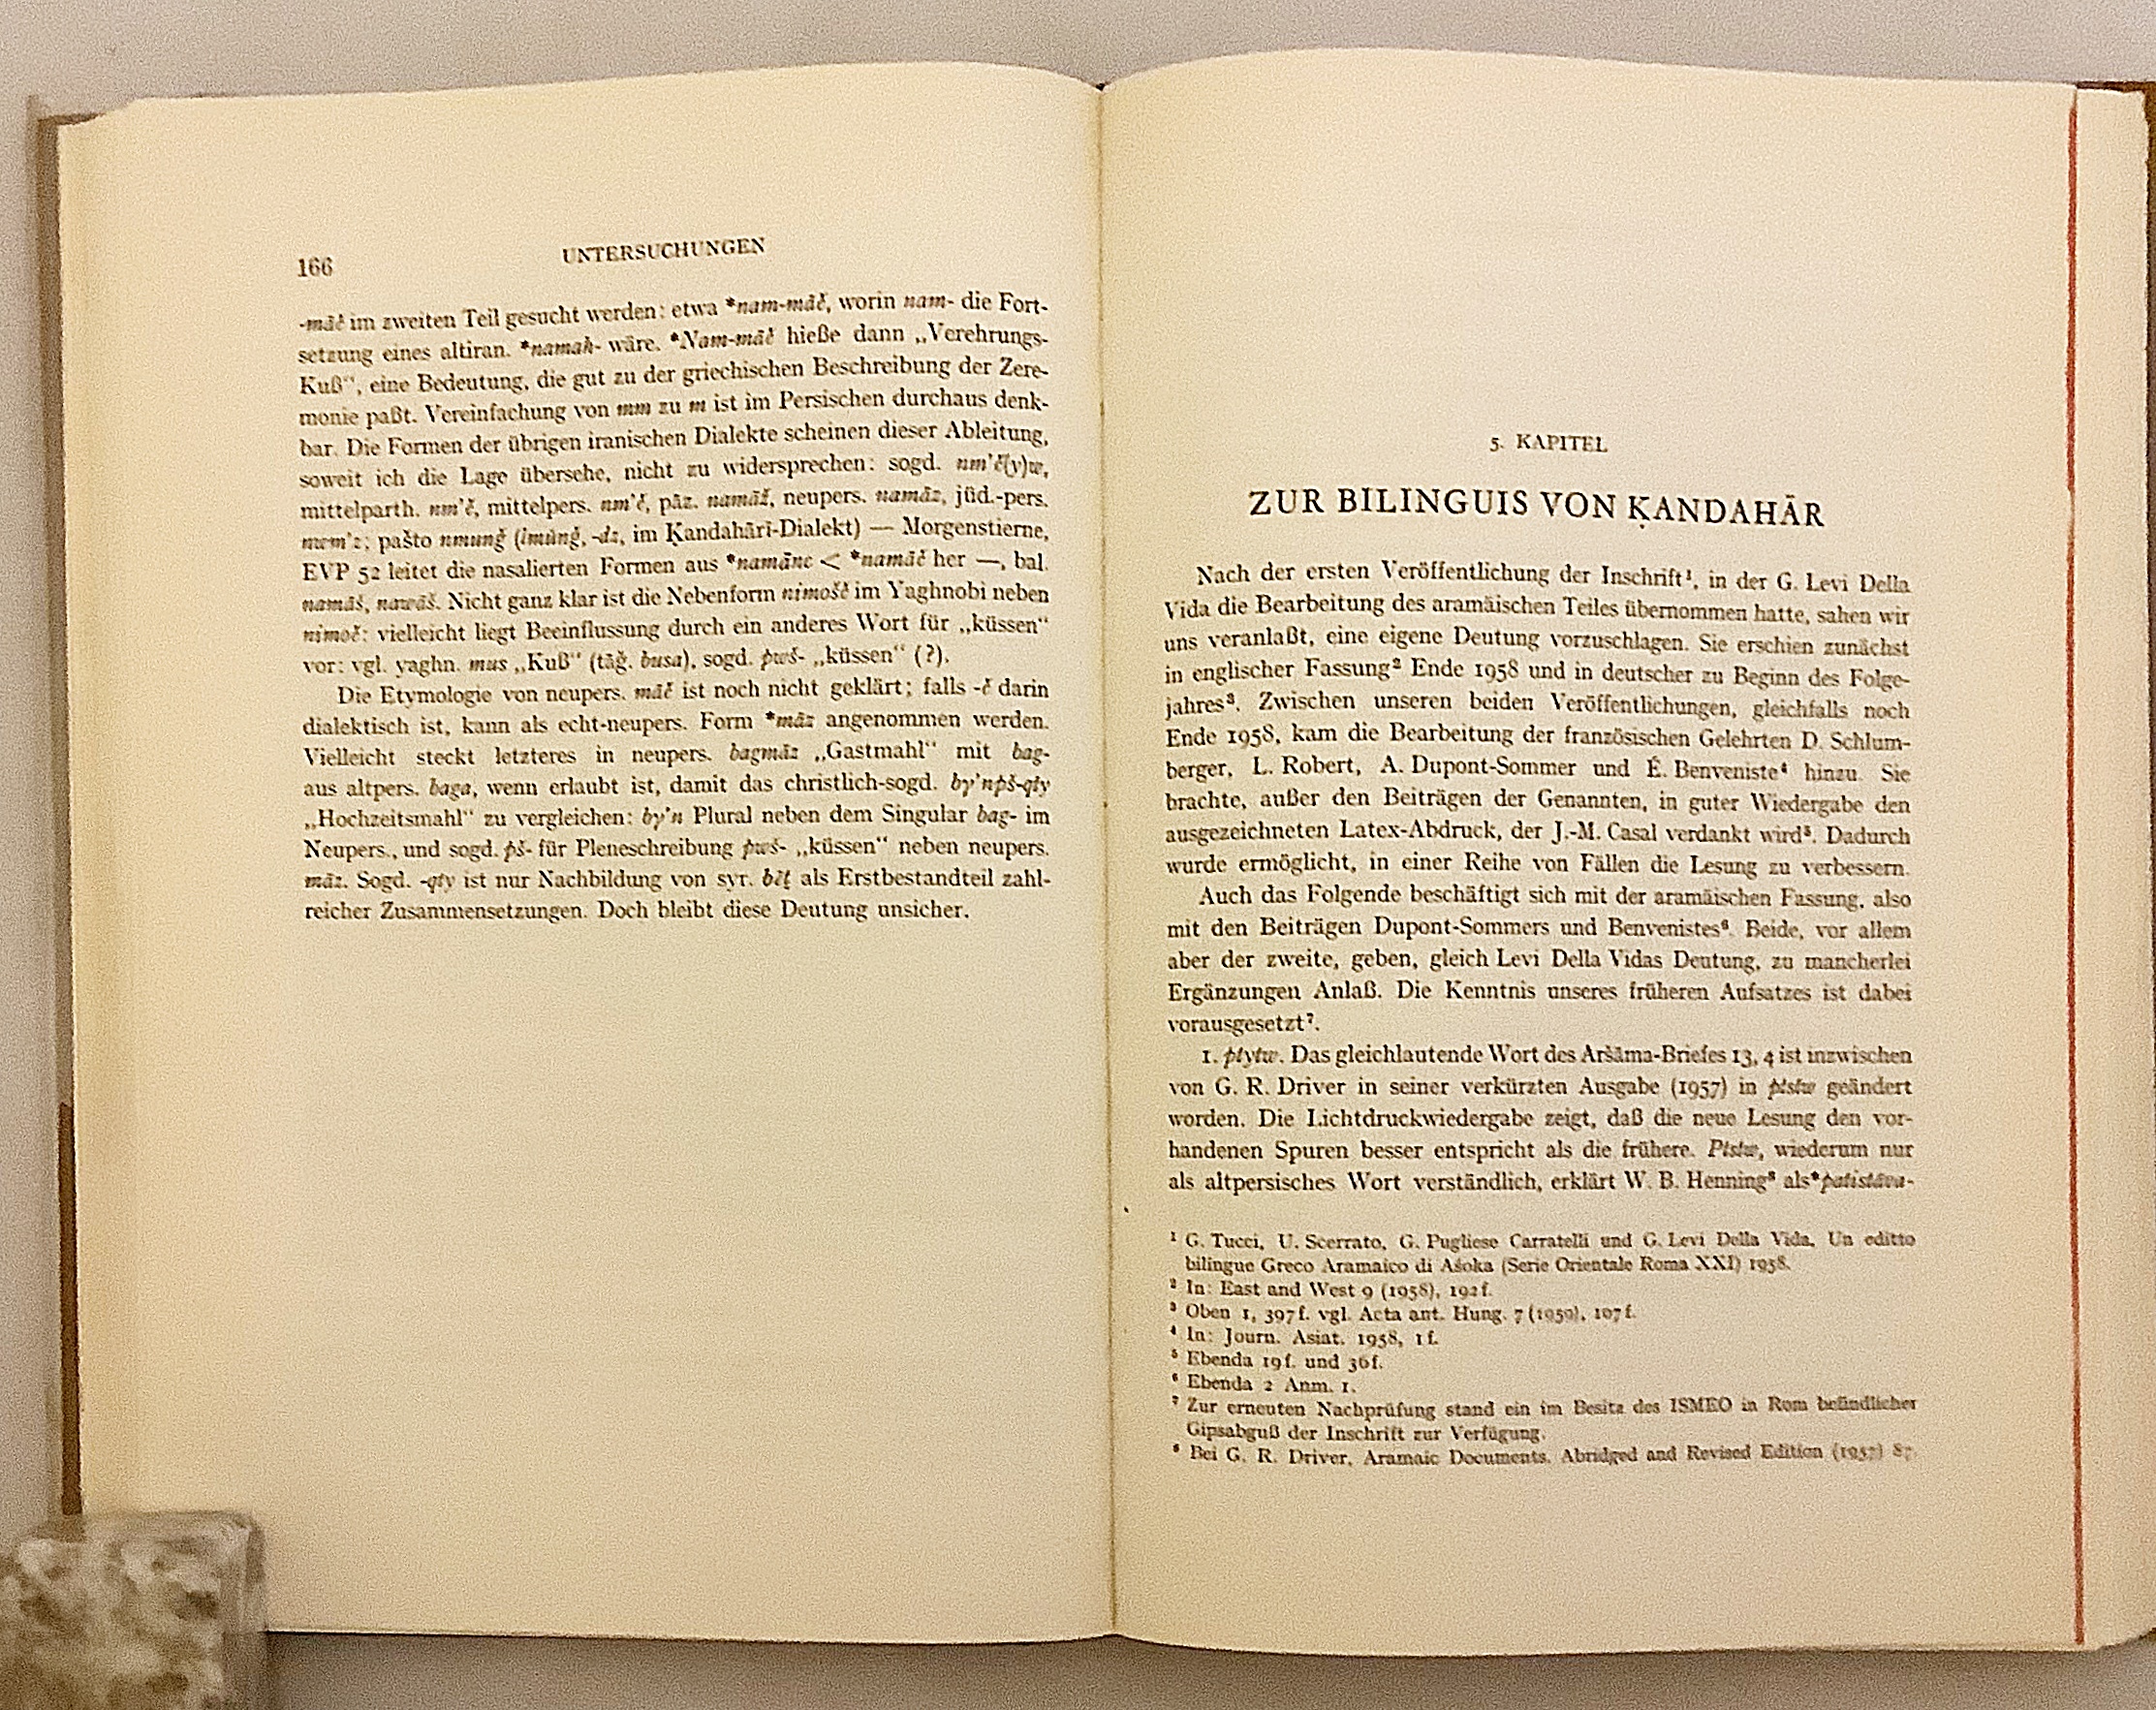 166
UNTERSUCHUNGEN
-māč im zweiten Teil gesucht werden: etwa *nam-māč, worin nam- die Fort-
setzung eines altiran. *namah- wäre. *Nam-māč hieße dann „Verehrungs-
Kuß“, eine Bedeutung, die gut zu der griechischen Beschreibung der Zere-
monie paßt. Vereinfachung von mm zu m ist im Persischen durchaus denk-
bar. Die Formen der übrigen iranischen Dialekte scheinen dieser Ableitung,
soweit ich die Lage übersehe, nicht zu widersprechen: sogd. nm'č(y)w,
mittelparth. nm'č, mittelpers. nm'č, pāz. namāž, neupers. namāz, jüd.-pers.
nwm'z; pašto nmunǧ (lmùnǧ, -dz, im Ḳandahārī-Dialekt) — Morgenstierne,
EVP 52 leitet die nasalierten Formen aus *namānc < *namāč her —, bal.
namāš, nawāš. Nicht ganz klar ist die Nebenform nimošč im Yaghnobi neben
nimoč: vielleicht liegt Beeinflussung durch ein anderes Wort für „küssen“
vor: vgl. yaghn. mus „Kuß“ (tāǧ. busa), sogd. pwš- „küssen“ (?).
Die Etymologie von neupers. māč ist noch nicht geklärt; falls -č darin
dialektisch ist, kann als echt-neupers. Form *māz angenommen werden.
Vielleicht steckt letzteres in neupers. bagmāz „Gastmahl“ mit bag-
aus altpers. baga, wenn erlaubt ist, damit das christlich-sogd. by'npš-qty
„Hochzeitsmahl“ zu vergleichen: by'n Plural neben dem Singular bag- im
Neupers., und sogd. pš- für Pleneschreibung pwš- „küssen“ neben neupers.
māz. Sogd. -qty ist nur Nachbildung von syr. bēṯ als Erstbestandteil zahl-
reicher Zusammensetzungen. Doch bleibt diese Deutung unsicher.
5. KAPITEL
ZUR BILINGUIS VON ḲANDAHĀR
Nach der ersten Veröffentlichung der Inschrift¹, in der G. Levi Della
Vida die Bearbeitung des aramäischen Teiles übernommen hatte, sahen wir
uns veranlaßt, eine eigene Deutung vorzuschlagen. Sie erschien zunächst
in englischer Fassung² Ende 1958 und in deutscher zu Beginn des Folge-
jahres³. Zwischen unseren beiden Veröffentlichungen, gleichfalls noch
Ende 1958, kam die Bearbeitung der französischen Gelehrten D. Schlum-
berger, L. Robert, A. Dupont-Sommer und É. Benveniste⁴ hinzu. Sie
brachte, außer den Beiträgen der Genannten, in guter Wiedergabe den
ausgezeichneten Latex-Abdruck, der J.-M. Casal verdankt wird⁵. Dadurch
wurde ermöglicht, in einer Reihe von Fällen die Lesung zu verbessern.
Auch das Folgende beschäftigt sich mit der aramäischen Fassung, also
mit den Beiträgen Dupont-Sommers und Benvenistes⁶. Beide, vor allem
aber der zweite, geben, gleich Levi Della Vidas Deutung, zu mancherlei
Ergänzungen Anlaß. Die Kenntnis unseres früheren Aufsatzes ist dabei
vorausgesetzt⁷.
1. ptytw. Das gleichlautende Wort des Aršāma-Briefes 13, 4 ist inzwischen
von G. R. Driver in seiner verkürzten Ausgabe (1957) in ptstw geändert
worden. Die Lichtdruckwiedergabe zeigt, daß die neue Lesung den vor-
handenen Spuren besser entspricht als die frühere. Ptstw, wiederum nur
als altpersisches Wort verständlich, erklärt W. B. Henning⁸ als *patistāva-
¹ G. Tucci, U. Scerrato, G. Pugliese Carratelli und G. Levi Della Vida, Un editto
bilingue Greco Aramaico di Aśoka (Serie Orientale Roma XXI) 1958.
² In: East and West 9 (1958), 192f.
³ Oben 1, 397f. vgl. Acta ant. Hung. 7 (1959), 107f.
⁴ In: Journ. Asiat. 1958, 1f.
⁵ Ebenda 19f. und 36f.
⁶ Ebenda 2 Anm. 1.
⁷ Zur erneuten Nachprüfung stand ein im Besitz des ISMEO in Rom befindlicher
Gipsabguß der Inschrift zur Verfügung.
⁸ Bei G. R. Driver, Aramaic Documents, Abridged and Revised Edition (1957) 87.